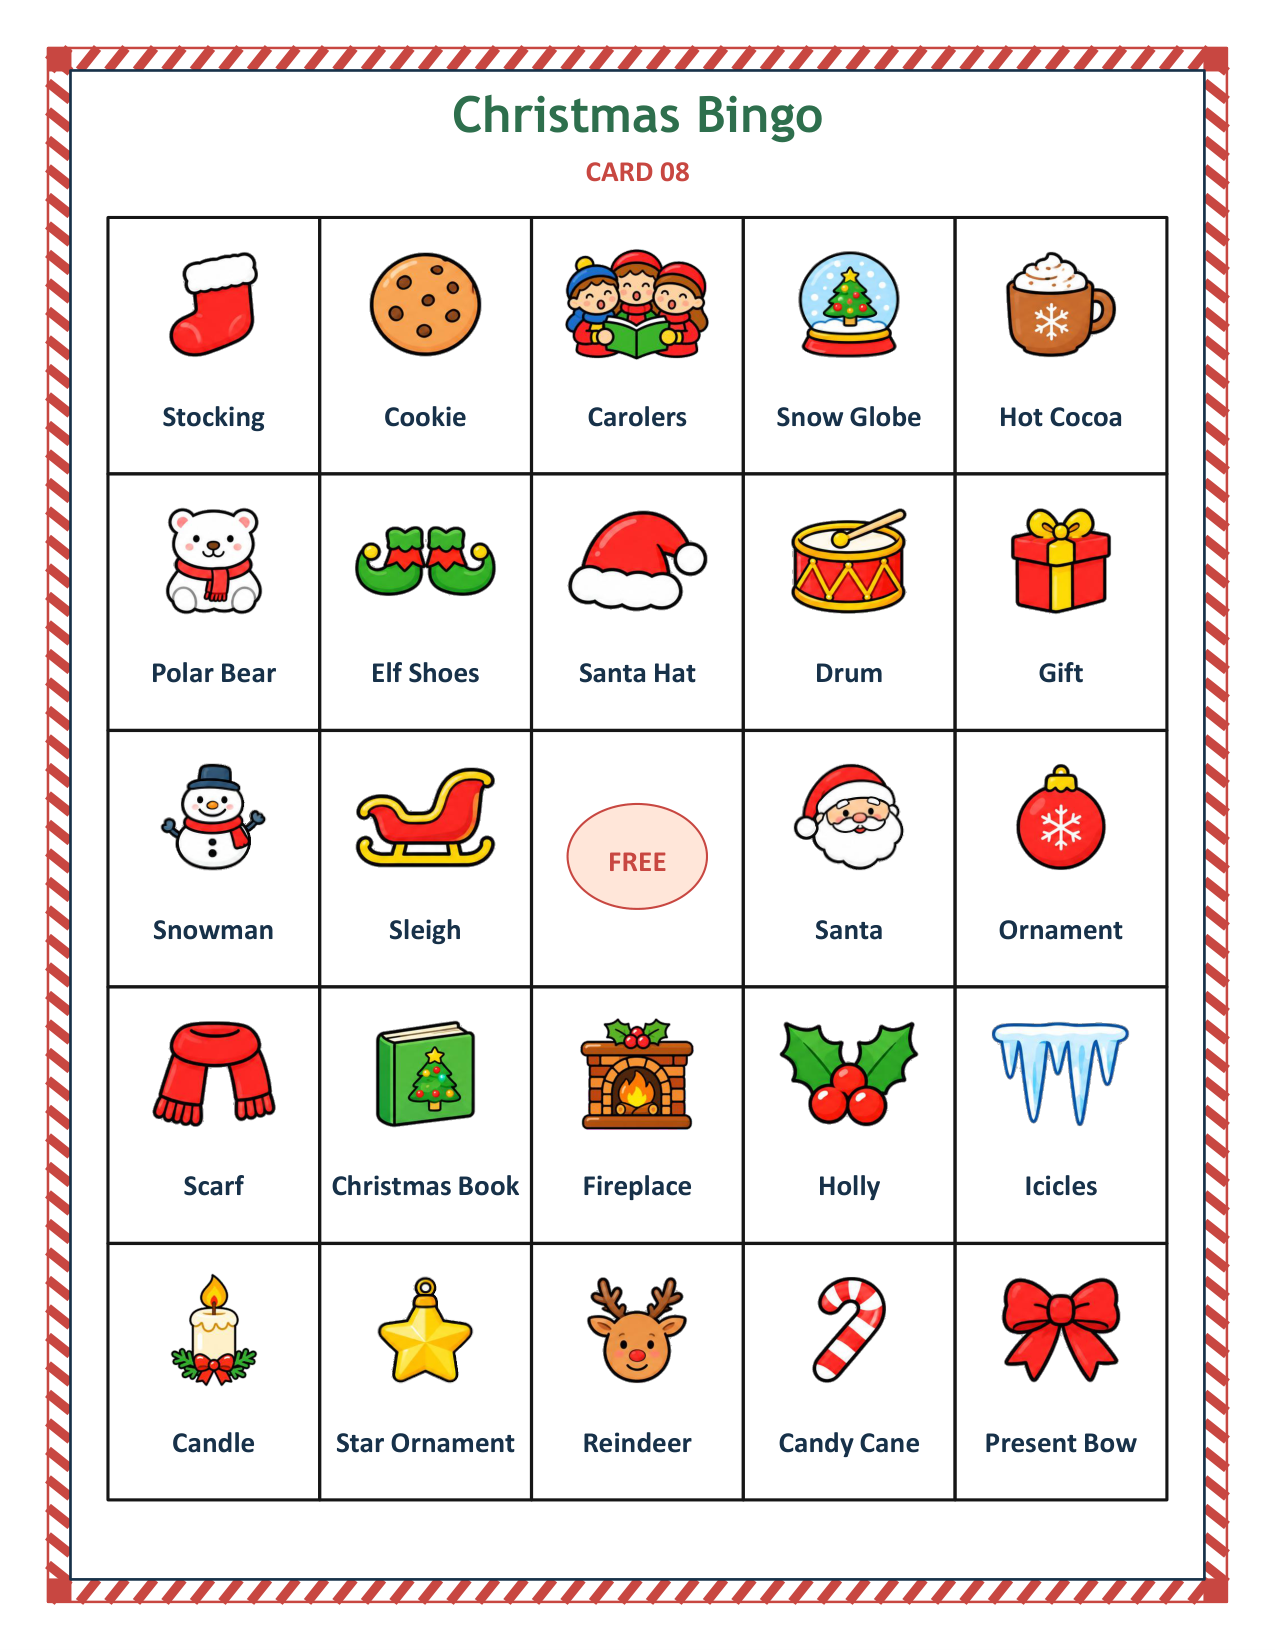 Christmas Bingo
CARD 08
Stocking
Cookie
Carolers
Snow Globe
Hot Cocoa
Polar Bear
Elf Shoes
Santa Hat
Drum
Gift
Snowman
Sleigh
FREE
Santa
Ornament
Scarf
Christmas Book
Fireplace
Holly
Icicles
Candle
Star Ornament
Reindeer
Candy Cane
Present Bow